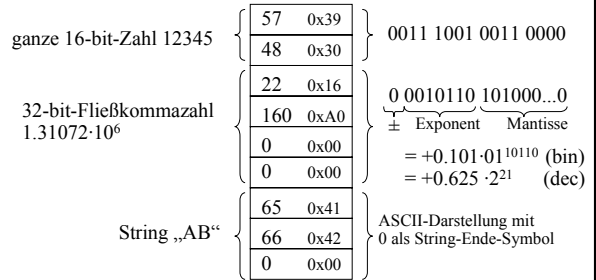 57 0x39
ganze 16-bit-Zahl 12345
0011 1001 0011 0000
48 0x30
22 0x16
0 0010110 101000...0
32-bit-Fließkommazahl
1.31072·10⁶
160 0xA0
± Exponent Mantisse
0 0x00
= +0.101·01¹⁰¹¹⁰ (bin)
0 0x00
= +0.625 ·2²¹ (dec)
65 0x41
String „AB“
66 0x42
ASCII-Darstellung mit
0 als String-Ende-Symbol
0 0x00